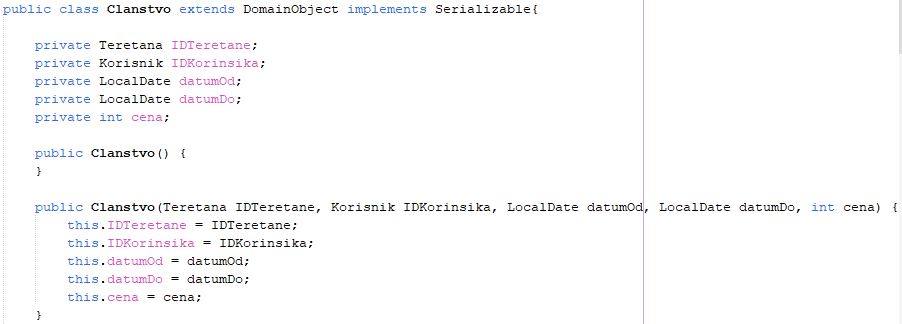 public class Clanstvo extends DomainObject implements Serializable{
private Teretana IDTeretane;
private Korisnik IDKorinsika;
private LocalDate datumOd;
private LocalDate datumDo;
private int cena;
public Clanstvo() {
}
public Clanstvo(Teretana IDTeretane, Korisnik IDKorinsika, LocalDate datumOd, LocalDate datumDo, int cena) {
this.IDTeretane = IDTeretane;
this.IDKorinsika = IDKorinsika;
this.datumOd = datumOd;
this.datumDo = datumDo;
this.cena = cena;
}